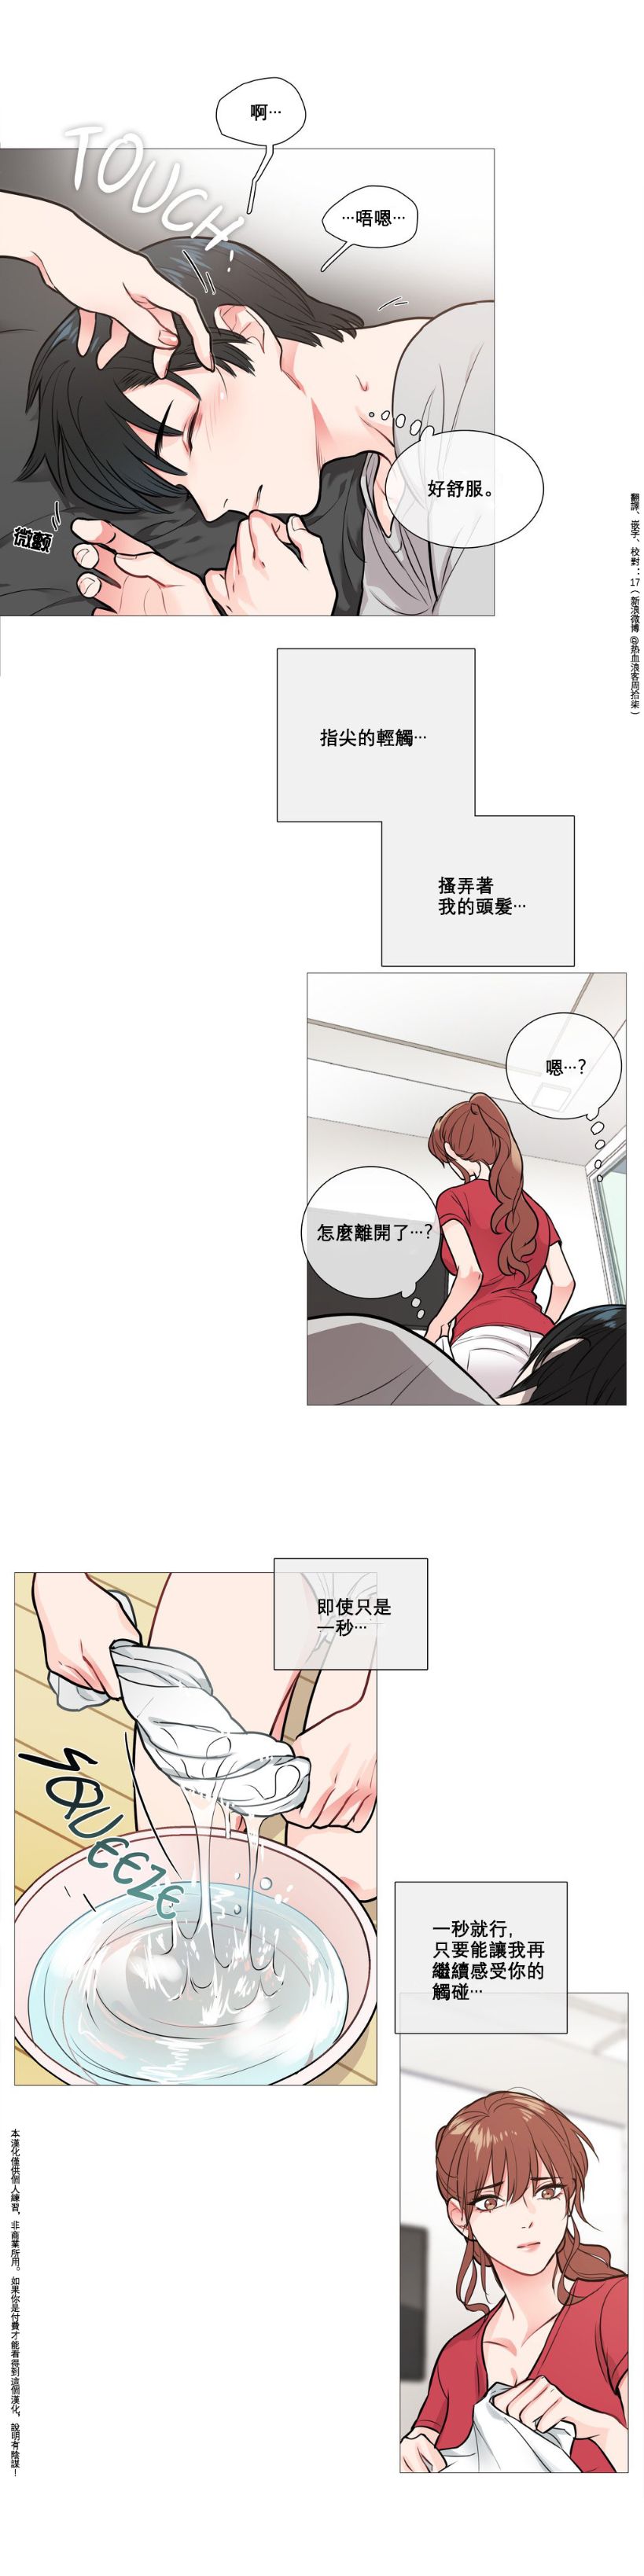 啊…
TOUCH
…唔嗯…
好舒服。
微顫
翻譯、嵌字、校對：17（新浪微博@热血浪客周拾柒）
指尖的輕觸…
搔弄著
我的頭髮…
嗯…?
怎麼離開了…?
即使只是
一秒…
SQUEEZE
一秒就行，
只要能讓我再
繼續感受你的
觸碰…
本漢化僅供個人練習，非商業所用。如果你是付費才能看得到這個漢化，說明有陰謀！